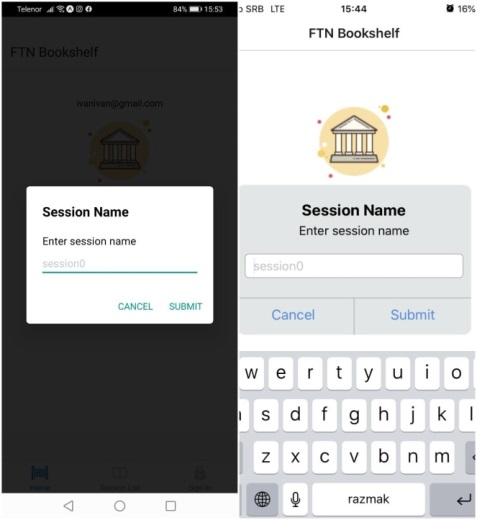 Telenor
84% 15:53
FTN Bookshelf
ivanivan@gmail.com
Session Name
Enter session name
session0
CANCEL SUBMIT
Home
Session List
Sign In
SRB LTE 15:44 16%
FTN Bookshelf
Session Name
Enter session name
session0
Cancel Submit
w e r t y u i o
s d f g h j k l
z x c v b n m
razmak